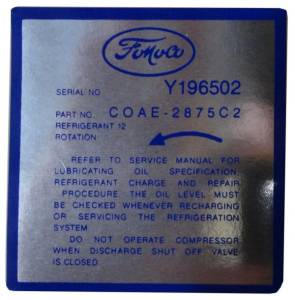 FoMoCo
SERIAL NO Y196502
PART NO. COAE-2875C2
REFRIGERANT 12
ROTATION
REFER TO SERVICE MANUAL FOR
LUBRICATING OIL SPECIFICATION,
REFRIGERANT CHARGE AND REPAIR
PROCEDURE THE OIL LEVEL MUST
BE CHECKED WHENEVER RECHARGING
OR SERVICING THE REFRIGERATION
SYSTEM
DO NOT OPERATE COMPRESSOR
WHEN DISCHARGE SHUT OFF VALVE
IS CLOSED